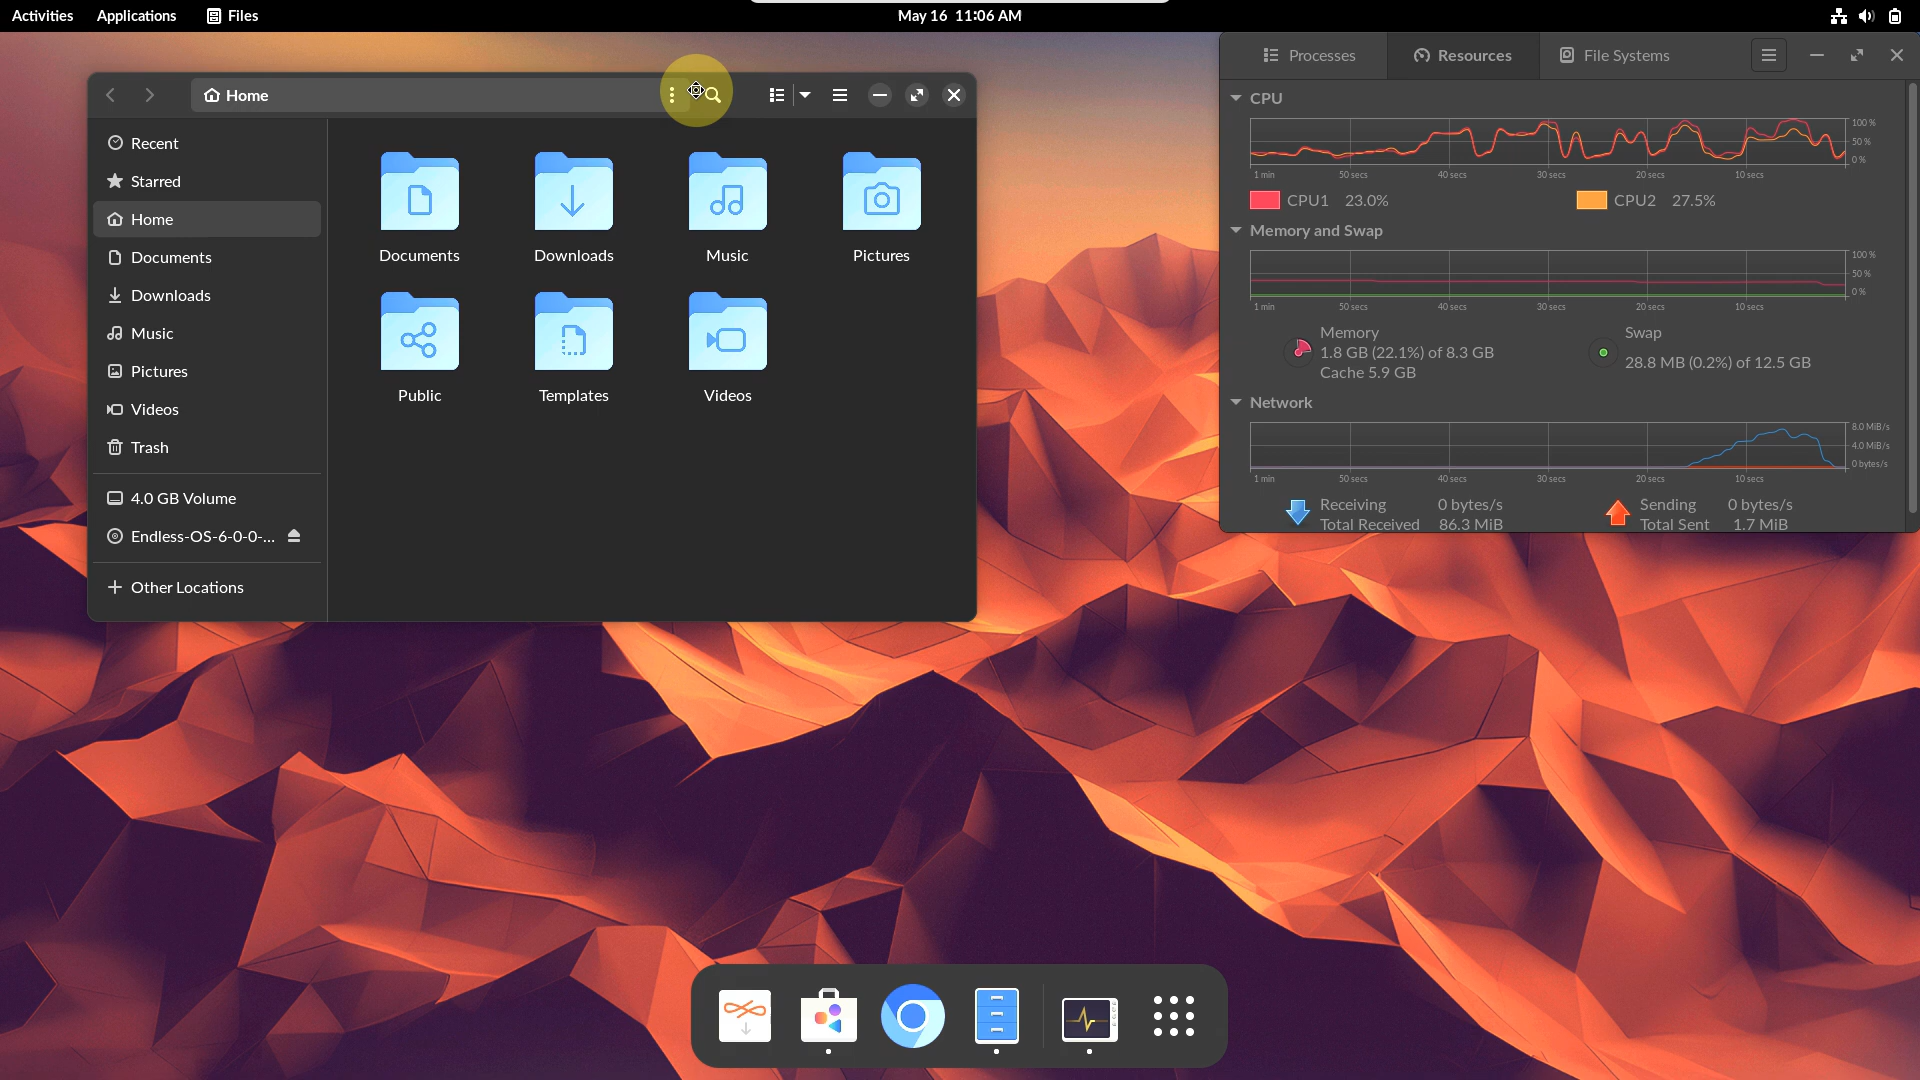 Activities Applications Files May 16 11:06 AM
Home
Recent
Starred
Home
Documents
Downloads
Music
Pictures
Videos
Trash
4.0 GB Volume
Endless-OS-6-0-0-...
Other Locations
Documents Downloads Music Pictures
Public Templates Videos
Processes Resources File Systems
CPU
100 %
50 %
0 %
1 min 50 secs 40 secs 30 secs 20 secs 10 secs
CPU1 23.0% CPU2 27.5%
Memory and Swap
100 %
50 %
0 %
1 min 50 secs 40 secs 30 secs 20 secs 10 secs
Memory
1.8 GB (22.1%) of 8.3 GB
Cache 5.9 GB
Swap
28.8 MB (0.2%) of 12.5 GB
Network
8.0 MiB/s
4.0 MiB/s
0 bytes/s
1 min 50 secs 40 secs 30 secs 20 secs 10 secs
Receiving 0 bytes/s
Total Received 86.3 MiB
Sending 0 bytes/s
Total Sent 1.7 MiB